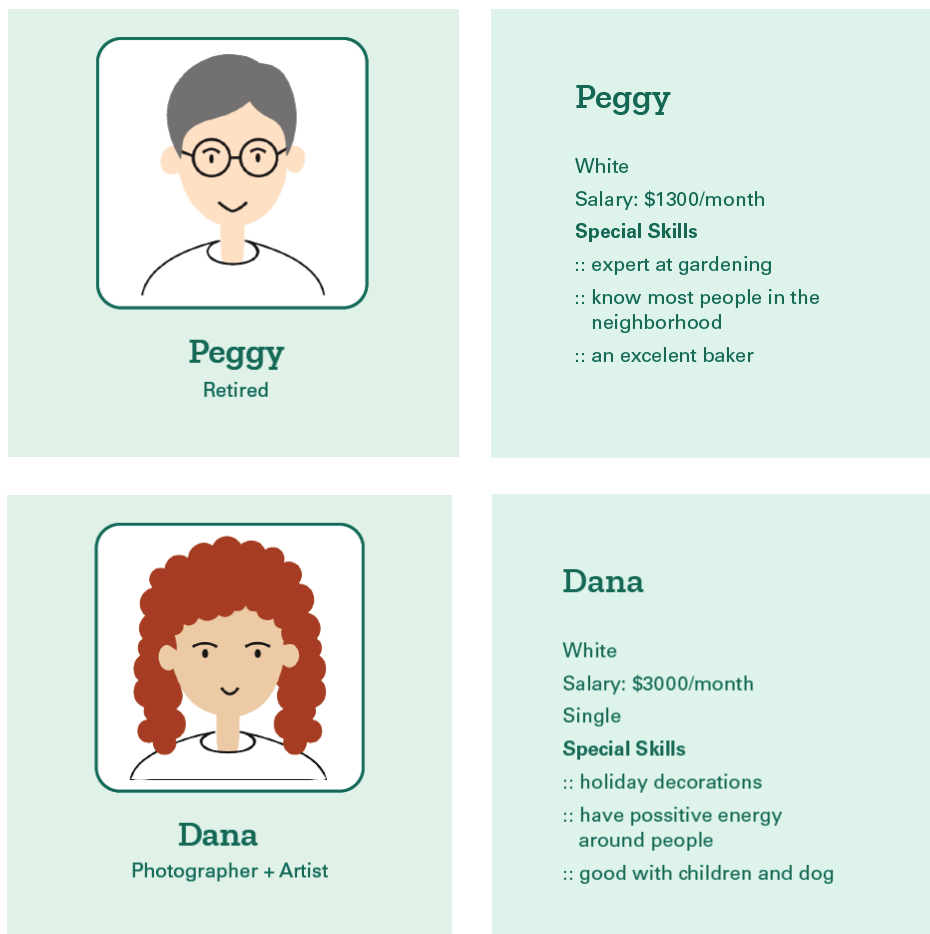 Peggy
Retired
Peggy
White
Salary: $1300/month
Special Skills
:: expert at gardening
:: know most people in the
neighborhood
:: an excelent baker
Dana
Photographer + Artist
Dana
White
Salary: $3000/month
Single
Special Skills
:: holiday decorations
:: have possitive energy
around people
:: good with children and dog